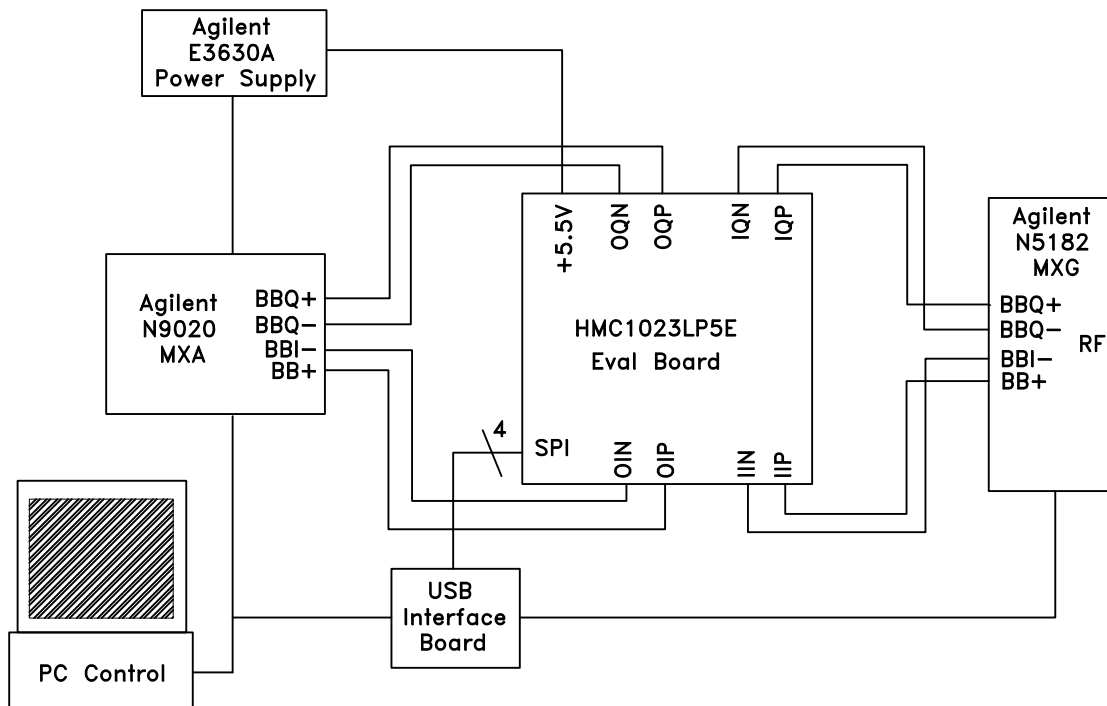 Agilent
E3630A
Power Supply
+5.5V
OQN
OQP
IQN
IQP
Agilent
N5182
MXG
BBQ+
BBQ-
BBI-
BB+
RF
Agilent
N9020
MXA
BBQ+
BBQ-
BBI-
BB+
HMC1023LP5E
Eval Board
4
SPI
OIN
OIP
IIN
IIP
USB
Interface
Board
PC Control